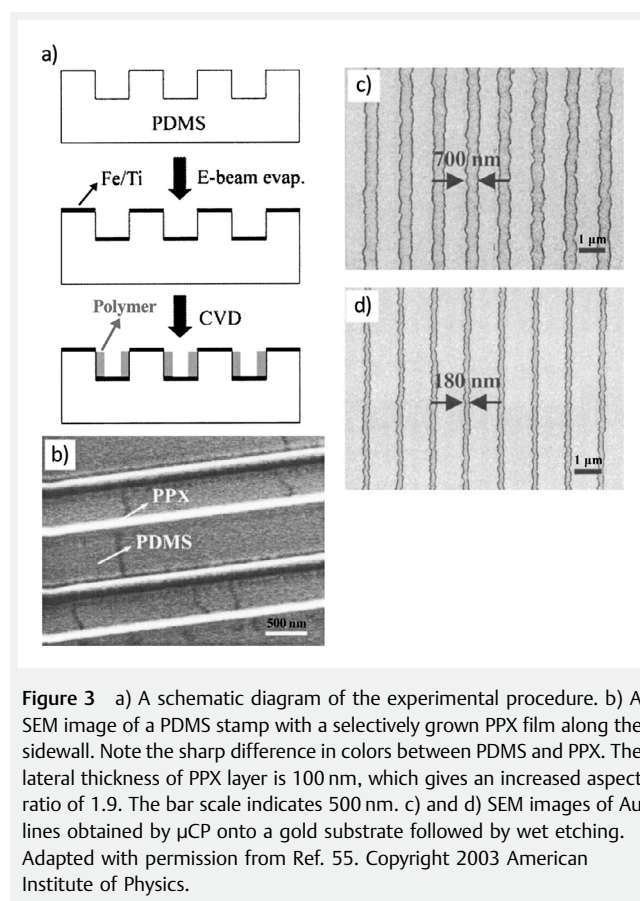 a)
PDMS
Fe/Ti
E-beam evap.
Polymer
CVD
b)
PPX
PDMS
500 nm
c)
700 nm
1 µm
d)
180 nm
1 µm
Figure 3 a) A schematic diagram of the experimental procedure. b) A
SEM image of a PDMS stamp with a selectively grown PPX film along the
sidewall. Note the sharp difference in colors between PDMS and PPX. The
lateral thickness of PPX layer is 100 nm, which gives an increased aspect
ratio of 1.9. The bar scale indicates 500 nm. c) and d) SEM images of Au
lines obtained by µCP onto a gold substrate followed by wet etching.
Adapted with permission from Ref. 55. Copyright 2003 American
Institute of Physics.